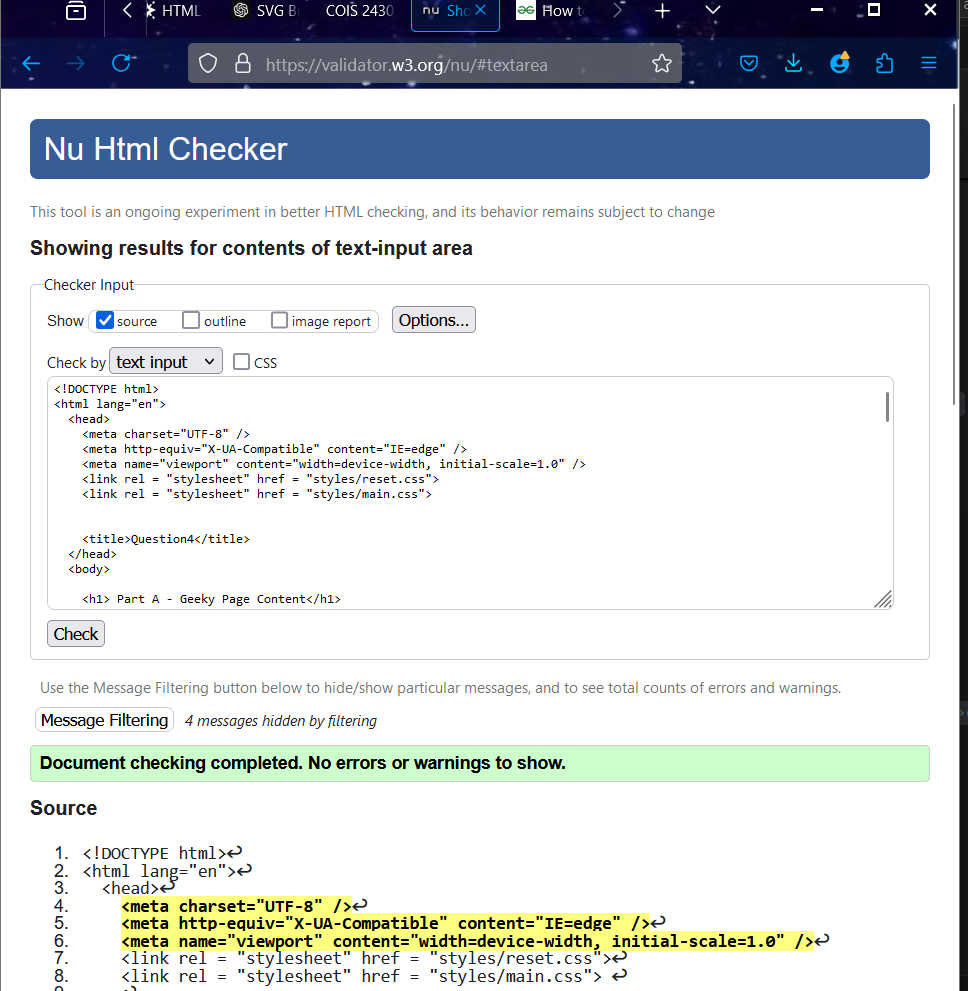 HTML SVG B COIS 2430 nu Sho How t
https://validator.w3.org/nu/#textarea
Nu Html Checker
This tool is an ongoing experiment in better HTML checking, and its behavior remains subject to change
Showing results for contents of text-input area
Checker Input
Show source outline image report Options...
Check by text input CSS
<!DOCTYPE html>
<html lang="en">
<head>
<meta charset="UTF-8" />
<meta http-equiv="X-UA-Compatible" content="IE=edge" />
<meta name="viewport" content="width=device-width, initial-scale=1.0" />
<link rel = "stylesheet" href = "styles/reset.css">
<link rel = "stylesheet" href = "styles/main.css">
<title>Question4</title>
</head>
<body>
<h1> Part A - Geeky Page Content</h1>
Check
Use the Message Filtering button below to hide/show particular messages, and to see total counts of errors and warnings.
Message Filtering 4 messages hidden by filtering
Document checking completed. No errors or warnings to show.
Source
1. <!DOCTYPE html>↩
2. <html lang="en">↩
3. <head>↩
4. <meta charset="UTF-8" />↩
5. <meta http-equiv="X-UA-Compatible" content="IE=edge" />↩
6. <meta name="viewport" content="width=device-width, initial-scale=1.0" />↩
7. <link rel = "stylesheet" href = "styles/reset.css">↩
8. <link rel = "stylesheet" href = "styles/main.css"> ↩